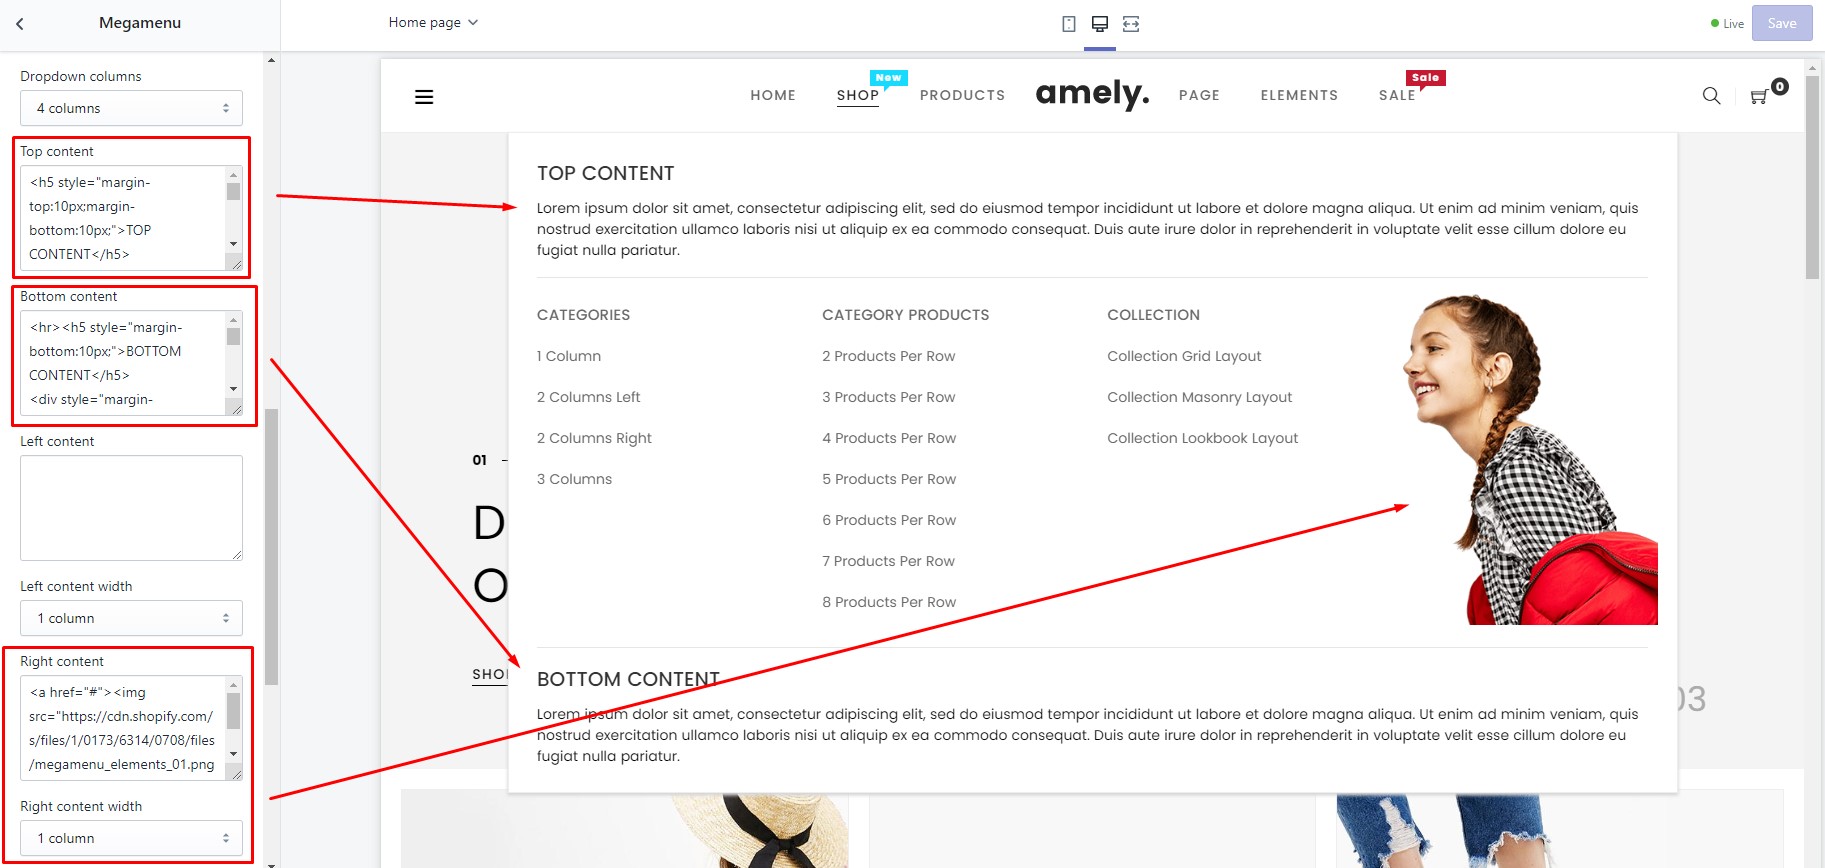 Megamenu
Home page
Live
Save
Dropdown columns
4 columns
Top content
<h5 style="margin-
top:10px;margin-
bottom:10px;">TOP
CONTENT</h5>
Bottom content
<hr><h5 style="margin-
bottom:10px;">BOTTOM
CONTENT</h5>
<div style="margin-
Left content
Left content width
1 column
Right content
<a href="#"><img
src="https://cdn.shopify.com/
s/files/1/0173/6314/0708/files
/megamenu_elements_01.png
Right content width
1 column
New
Sale
HOME SHOP PRODUCTS amely. PAGE ELEMENTS SALE
0
TOP CONTENT
Lorem ipsum dolor sit amet, consectetur adipiscing elit, sed do eiusmod tempor incididunt ut labore et dolore magna aliqua. Ut enim ad minim veniam, quis
nostrud exercitation ullamco laboris nisi ut aliquip ex ea commodo consequat. Duis aute irure dolor in reprehenderit in voluptate velit esse cillum dolore eu
fugiat nulla pariatur.
CATEGORIES
1 Column
2 Columns Left
2 Columns Right
3 Columns
CATEGORY PRODUCTS
2 Products Per Row
3 Products Per Row
4 Products Per Row
5 Products Per Row
6 Products Per Row
7 Products Per Row
8 Products Per Row
COLLECTION
Collection Grid Layout
Collection Masonry Layout
Collection Lookbook Layout
01
D
O
SHO
03
BOTTOM CONTENT
Lorem ipsum dolor sit amet, consectetur adipiscing elit, sed do eiusmod tempor incididunt ut labore et dolore magna aliqua. Ut enim ad minim veniam, quis
nostrud exercitation ullamco laboris nisi ut aliquip ex ea commodo consequat. Duis aute irure dolor in reprehenderit in voluptate velit esse cillum dolore eu
fugiat nulla pariatur.